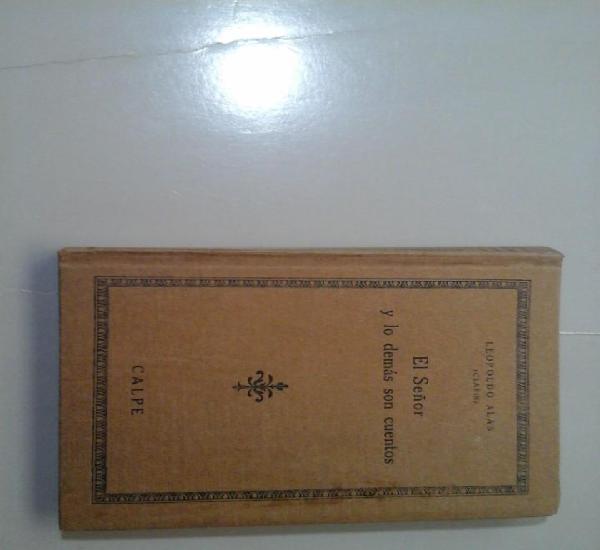 LEOPOLDO ALAS
(CLARÍN)
El Señor
y lo demás son cuentos
CALPE